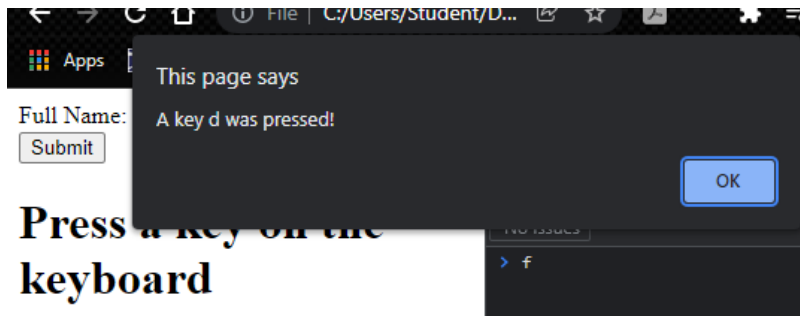 File | C:/Users/Student/D...
Apps
This page says
A key d was pressed!
OK
Full Name:
Submit
Press a key on the
keyboard
No Issues
> f